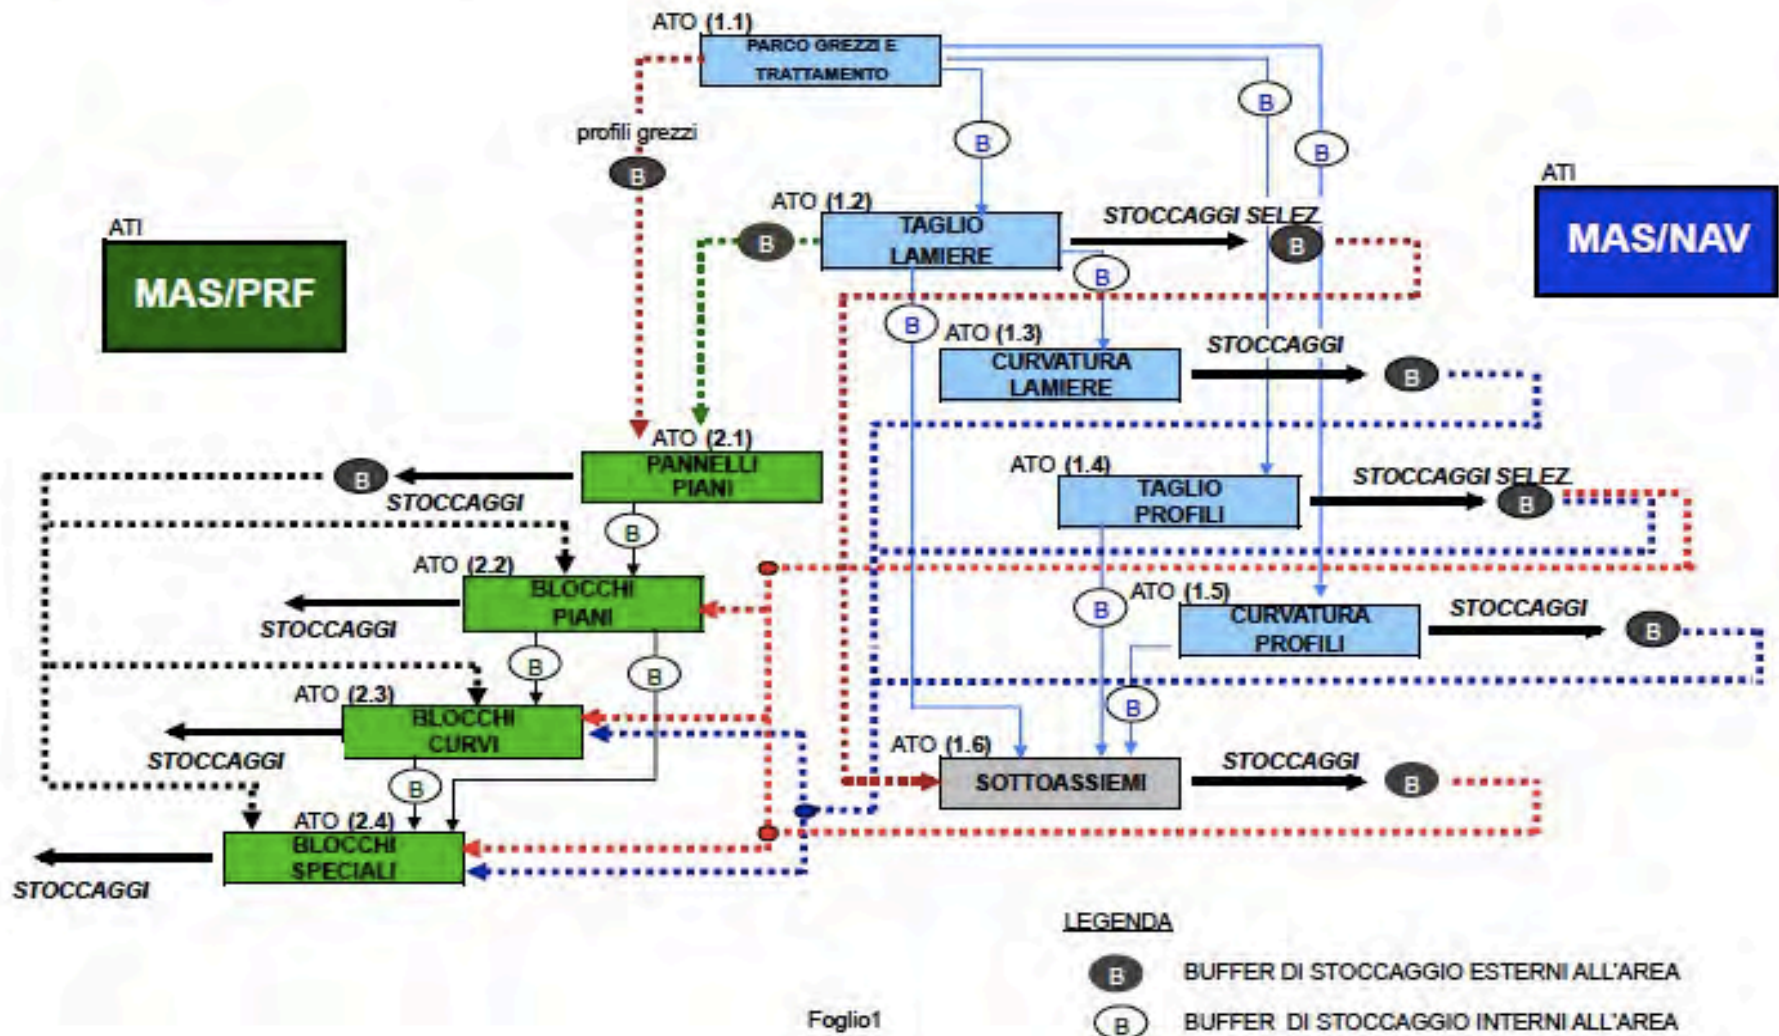 ATO (1.1)
PARCO GREZZI E
TRATTAMENTO
B
B
B
profili grezzi
B
ATI
MAS/PRF
ATI
MAS/NAV
ATO (1.2)
TAGLIO
LAMIERE
STOCCAGGI SELEZ.
B
B
B
B
ATO (1.3)
CURVATURA
LAMIERE
STOCCAGGI
B
ATO (2.1)
PANNELLI
PIANI
B
STOCCAGGI
B
ATO (1.4)
TAGLIO
PROFILI
STOCCAGGI SELEZ.
B
ATO (2.2)
BLOCCHI
PIANI
STOCCAGGI
B
B
B
ATO (1.5)
CURVATURA
PROFILI
STOCCAGGI
B
B
ATO (2.3)
BLOCCHI
CURVI
STOCCAGGI
B
ATO (1.6)
SOTTOASSIEMI
STOCCAGGI
B
ATO (2.4)
BLOCCHI
SPECIALI
STOCCAGGI
LEGENDA
B BUFFER DI STOCCAGGIO ESTERNI ALL'AREA
B BUFFER DI STOCCAGGIO INTERNI ALL'AREA
Foglio1